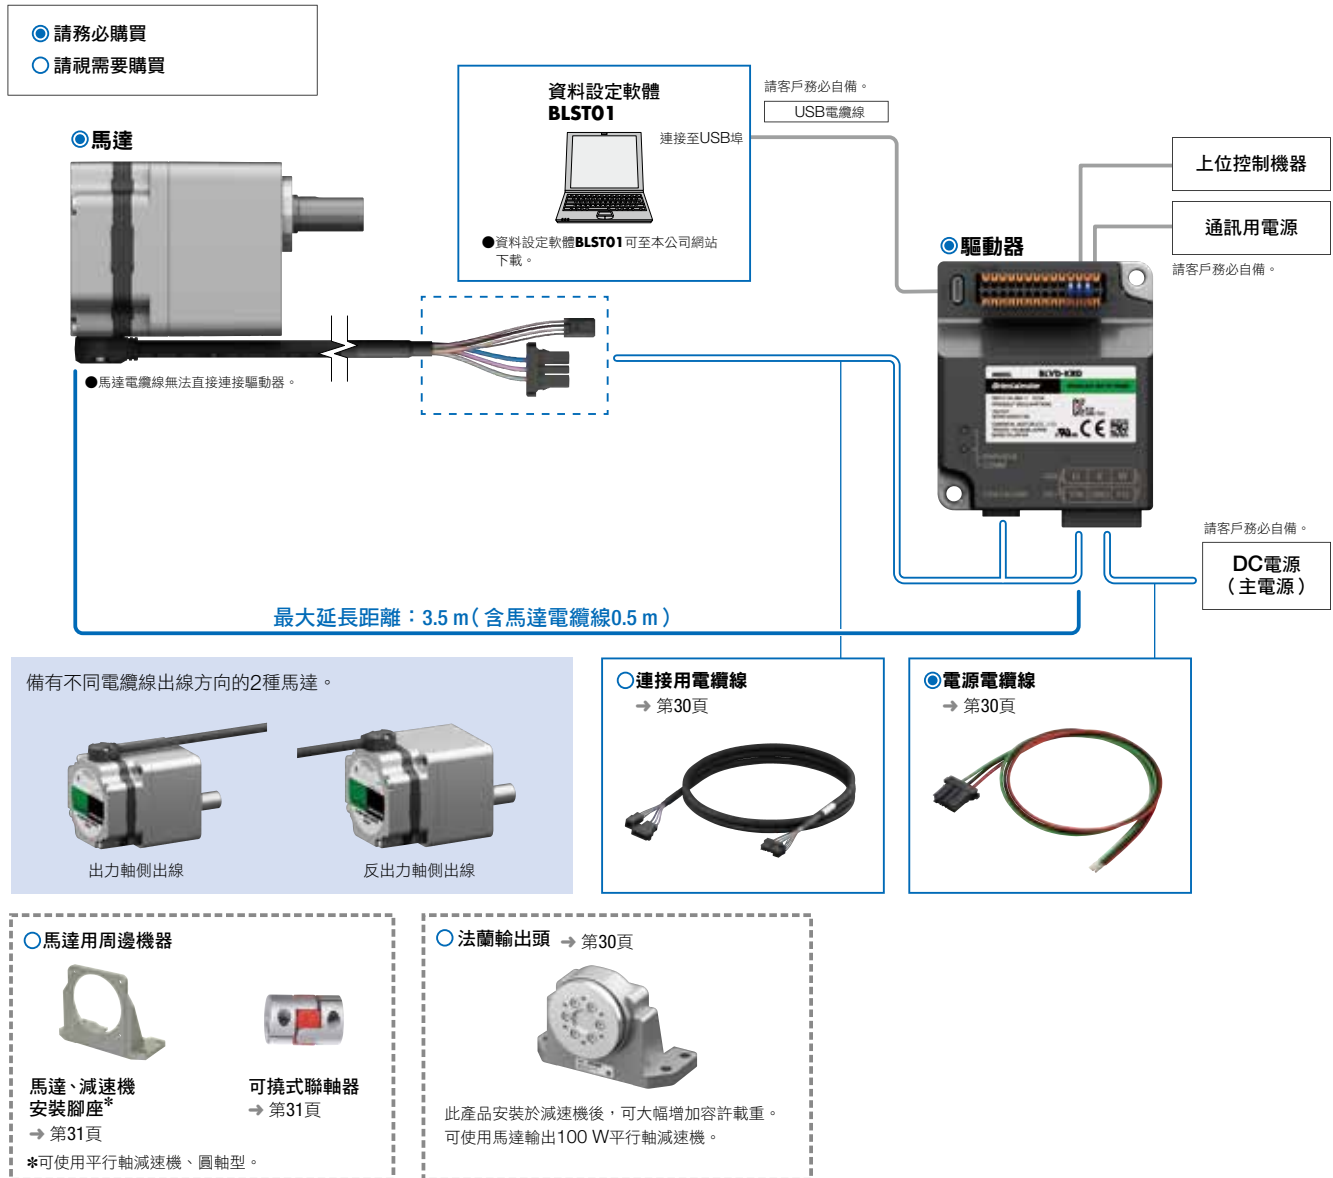 請務必購買
請視需要購買
馬達
●馬達電纜線無法直接連接驅動器。
資料設定軟體
BLST01
連接至USB埠
●資料設定軟體BLST01可至本公司網站
下載。
請客戶務必自備。
USB電纜線
上位控制機器
通訊用電源
請客戶務必自備。
驅動器
BLVD-KRD
請客戶務必自備。
DC電源
(主電源)
最大延長距離：3.5 m(含馬達電纜線0.5 m)
備有不同電纜線出線方向的2種馬達。
出力軸側出線
反出力軸側出線
連接用電纜線
→ 第30頁
電源電纜線
→ 第30頁
馬達用周邊機器
馬達、減速機
安裝腳座*
→ 第31頁
可撓式聯軸器
→ 第31頁
*可使用平行軸減速機、圓軸型。
法蘭輸出頭 → 第30頁
此產品安裝於減速機後，可大幅增加容許載重。
可使用馬達輸出100 W平行軸減速機。